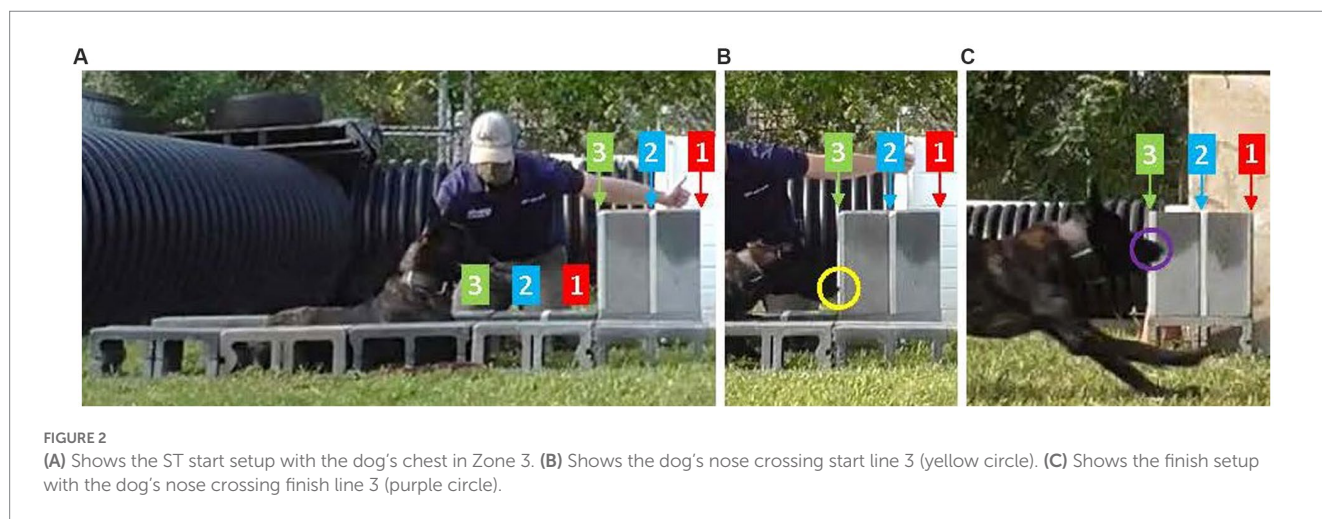 A
B
C
3
2
1
3
2
1
3
2
1
3
2
1
FIGURE 2
(A) Shows the ST start setup with the dog's chest in Zone 3. (B) Shows the dog's nose crossing start line 3 (yellow circle). (C) Shows the finish setup
with the dog's nose crossing finish line 3 (purple circle).